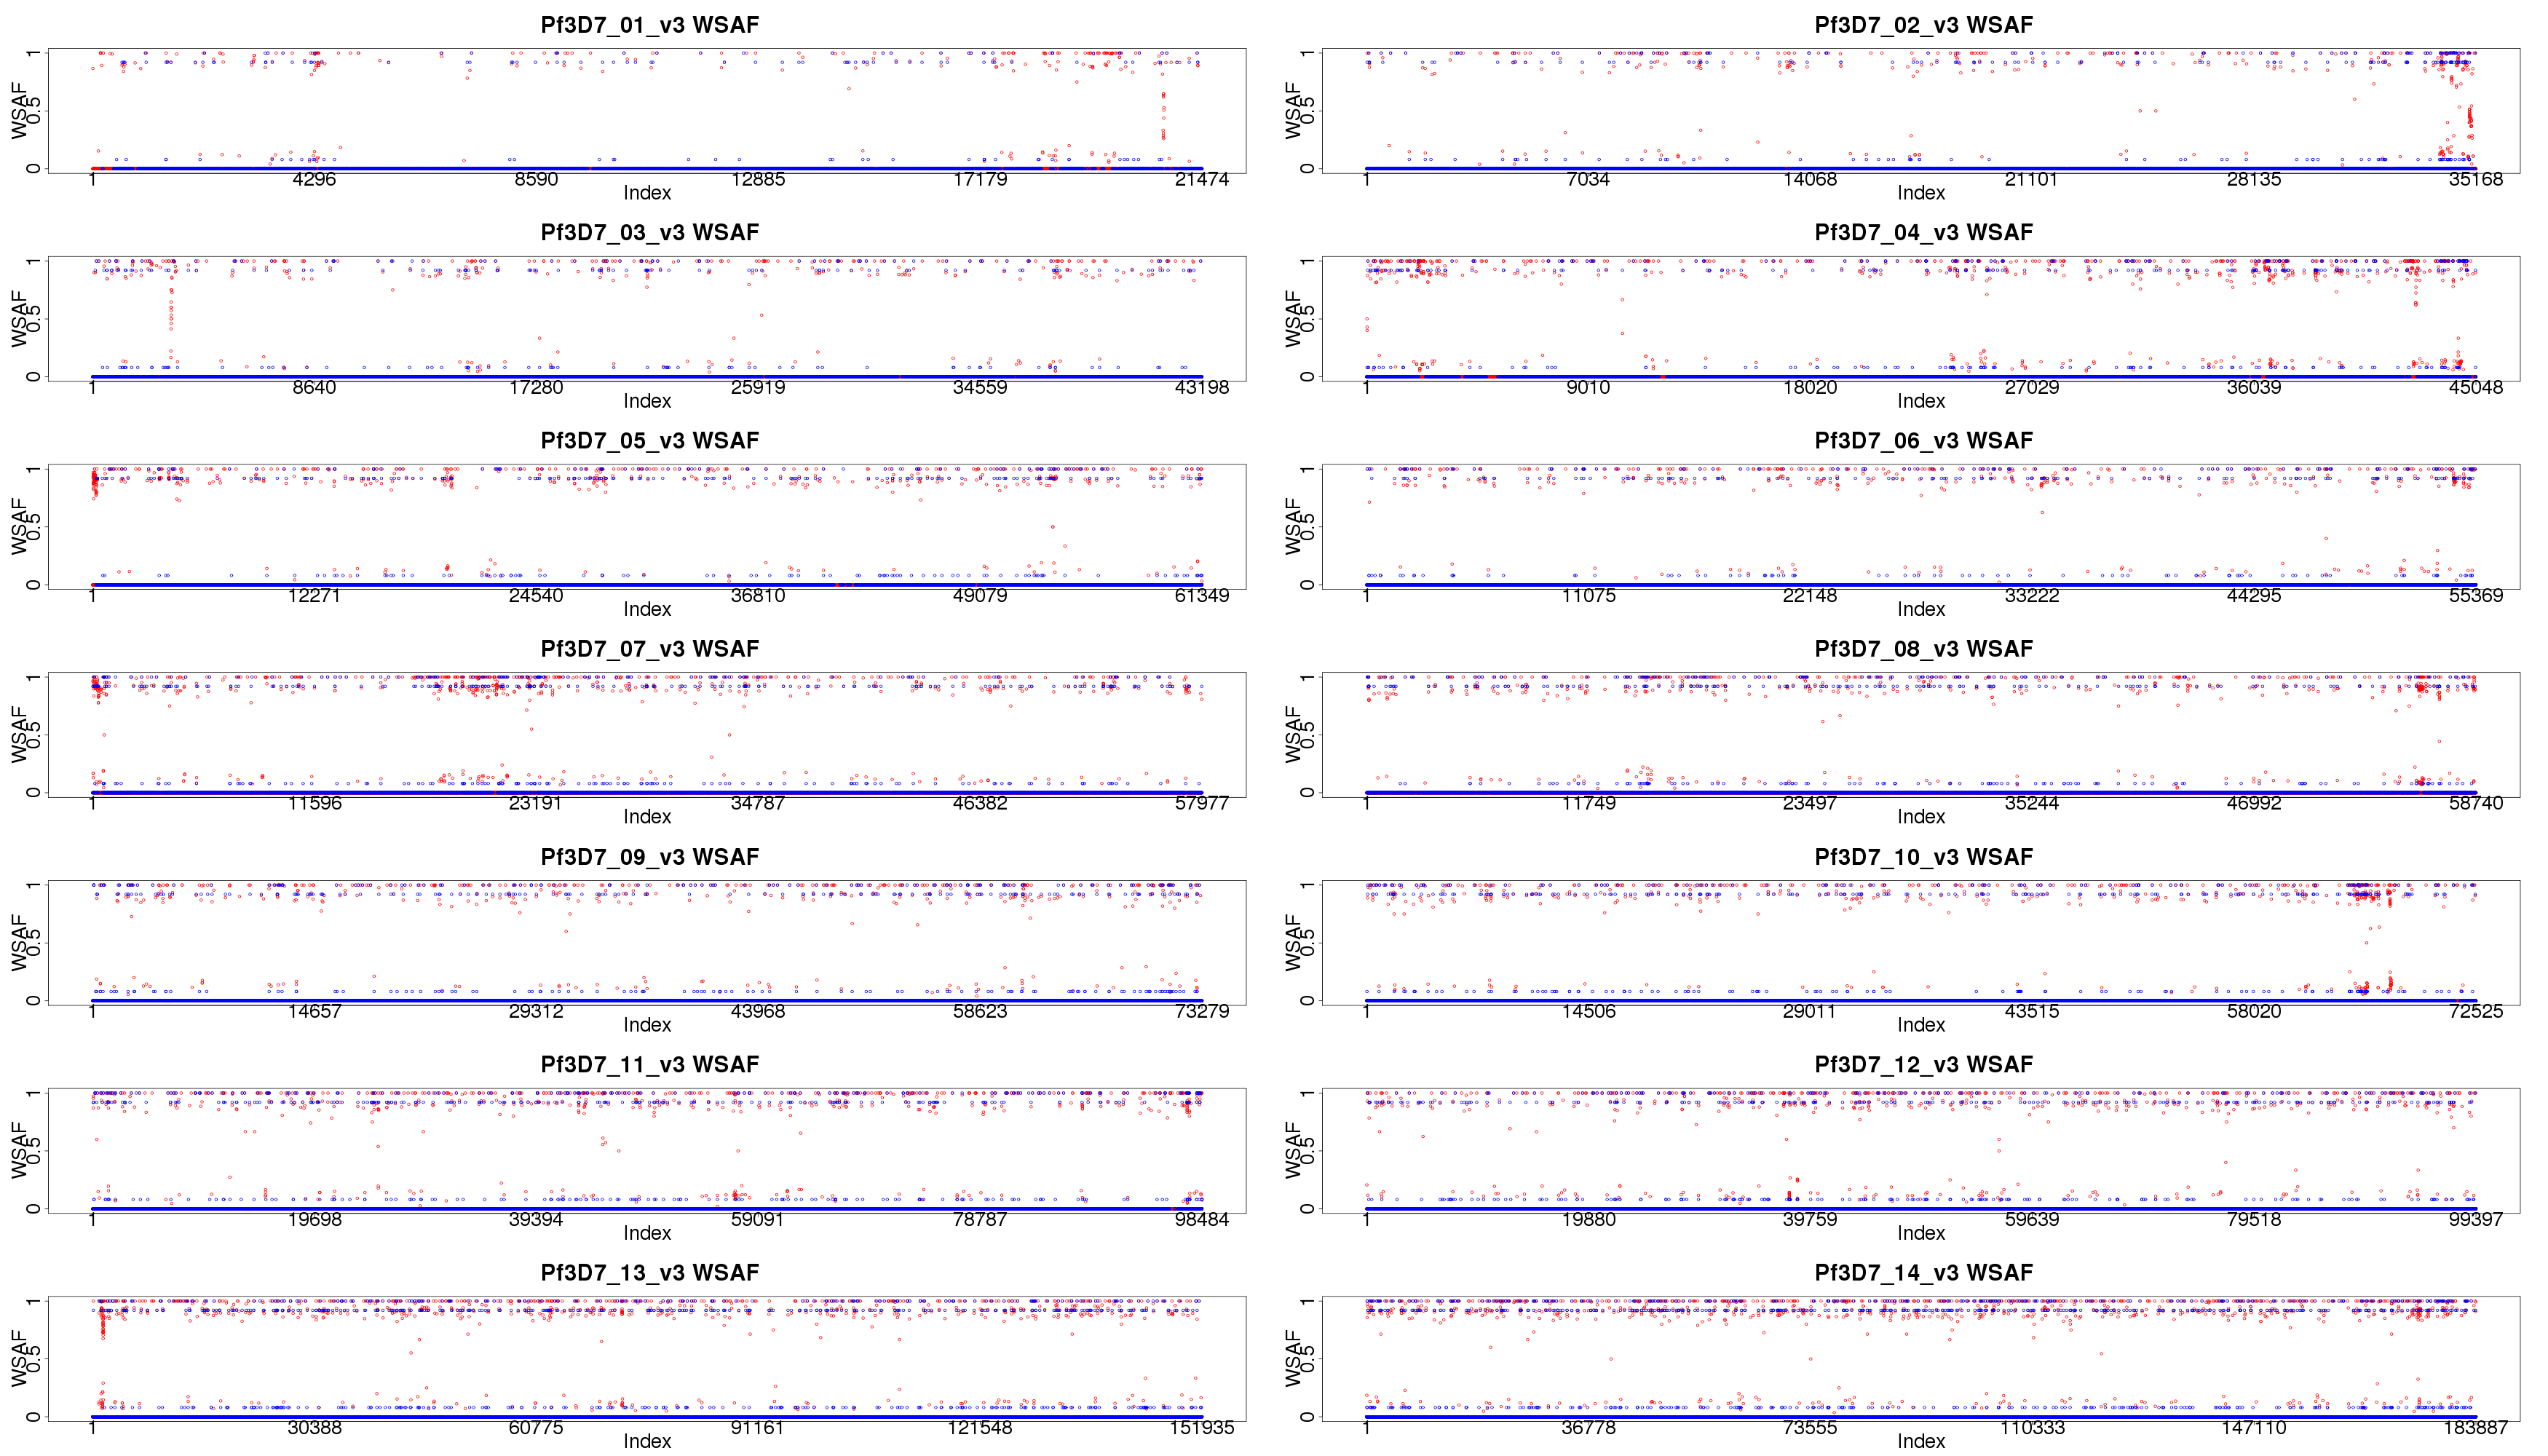 Pf3D7_01_v3 WSAF
WSAF
0 0.5 1
1 4296 8590 12885 17179 21474
Index
Pf3D7_02_v3 WSAF
WSAF
0 0.5 1
1 7034 14068 21101 28135 35168
Index
Pf3D7_03_v3 WSAF
WSAF
0 0.5 1
1 8640 17280 25919 34559 43198
Index
Pf3D7_04_v3 WSAF
WSAF
0 0.5 1
1 9010 18020 27029 36039 45048
Index
Pf3D7_05_v3 WSAF
WSAF
0 0.5 1
1 12271 24540 36810 49079 61349
Index
Pf3D7_06_v3 WSAF
WSAF
0 0.5 1
1 11075 22148 33222 44295 55369
Index
Pf3D7_07_v3 WSAF
WSAF
0 0.5 1
1 11596 23191 34787 46382 57977
Index
Pf3D7_08_v3 WSAF
WSAF
0 0.5 1
1 11749 23497 35244 46992 58740
Index
Pf3D7_09_v3 WSAF
WSAF
0 0.5 1
1 14657 29312 43968 58623 73279
Index
Pf3D7_10_v3 WSAF
WSAF
0 0.5 1
1 14506 29011 43515 58020 72525
Index
Pf3D7_11_v3 WSAF
WSAF
0 0.5 1
1 19698 39394 59091 78787 98484
Index
Pf3D7_12_v3 WSAF
WSAF
0 0.5 1
1 19880 39759 59639 79518 99397
Index
Pf3D7_13_v3 WSAF
WSAF
0 0.5 1
1 30388 60775 91161 121548 151935
Index
Pf3D7_14_v3 WSAF
WSAF
0 0.5 1
1 36778 73555 110333 147110 183887
Index